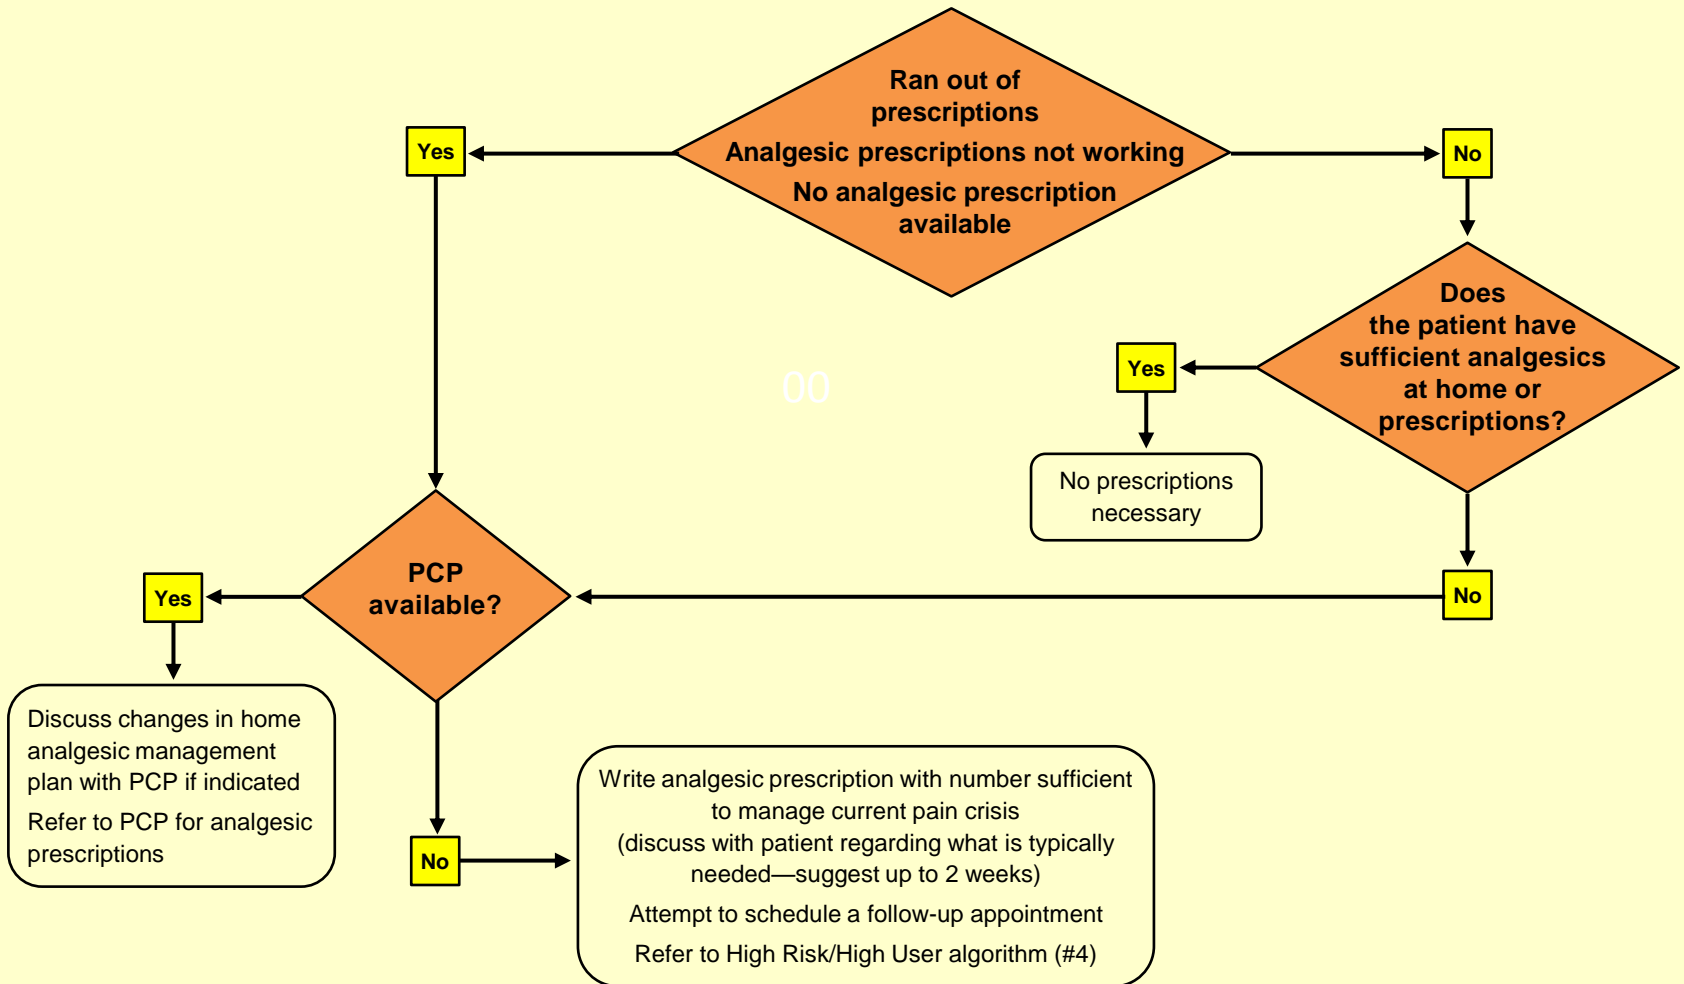 Ran out of
prescriptions
Analgesic prescriptions not working
No analgesic prescription
available
Yes
No
Does
the patient have
sufficient analgesics
at home or
prescriptions?
Yes
00
No prescriptions
necessary
PCP
available?
Yes
No
Discuss changes in home
analgesic management
plan with PCP if indicated
Refer to PCP for analgesic
prescriptions
No
Write analgesic prescription with number sufficient
to manage current pain crisis
(discuss with patient regarding what is typically
needed—suggest up to 2 weeks)
Attempt to schedule a follow-up appointment
Refer to High Risk/High User algorithm (#4)